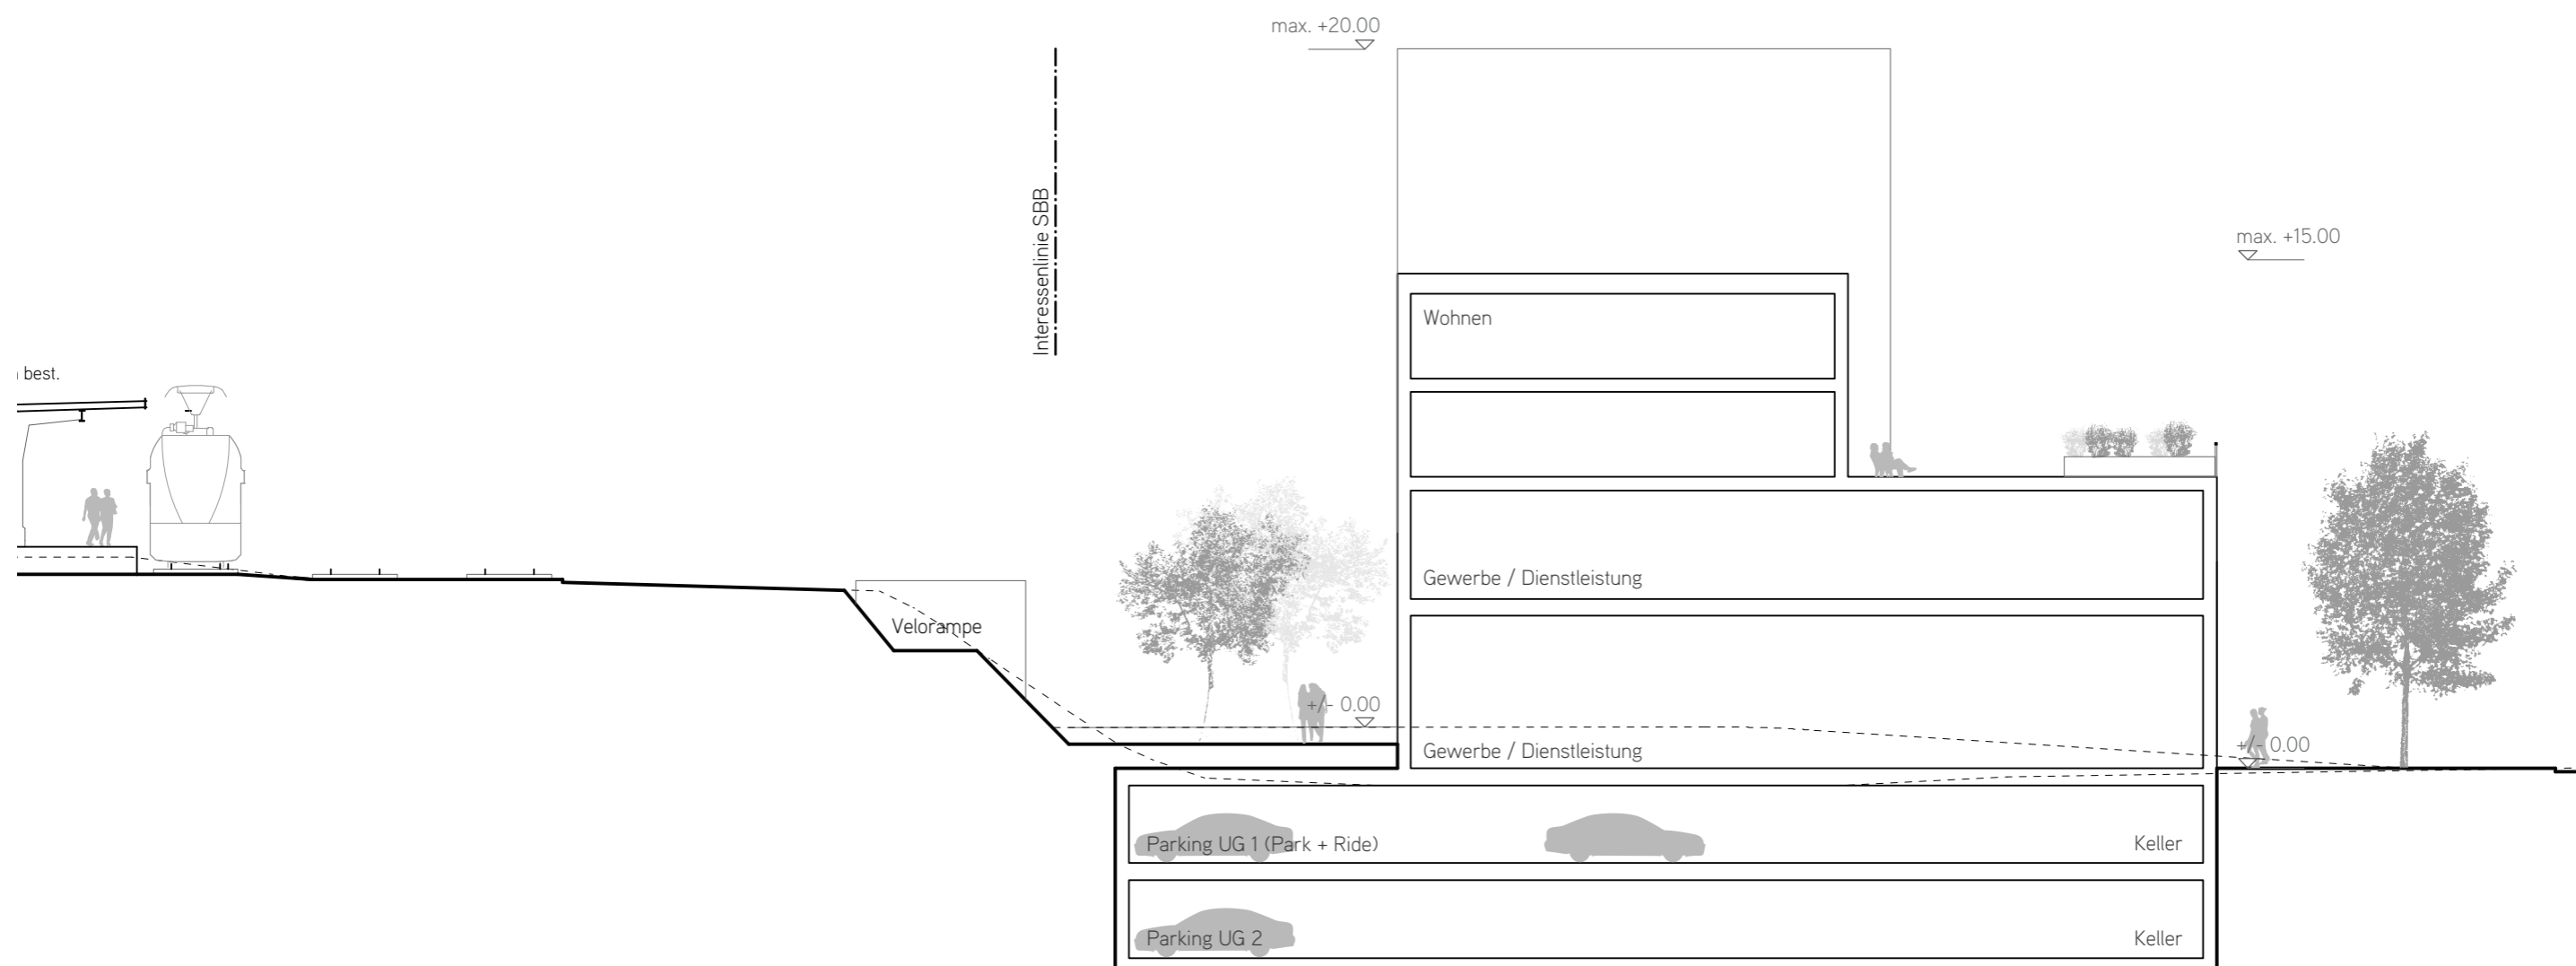 max. +20.00
Interessenlinie SBB
max. +15.00
Wohnen
best.
Gewerbe / Dienstleistung
Velorampe
+/- 0.00
Gewerbe / Dienstleistung
+/- 0.00
Parking UG 1 (Park + Ride)
Keller
Parking UG 2
Keller